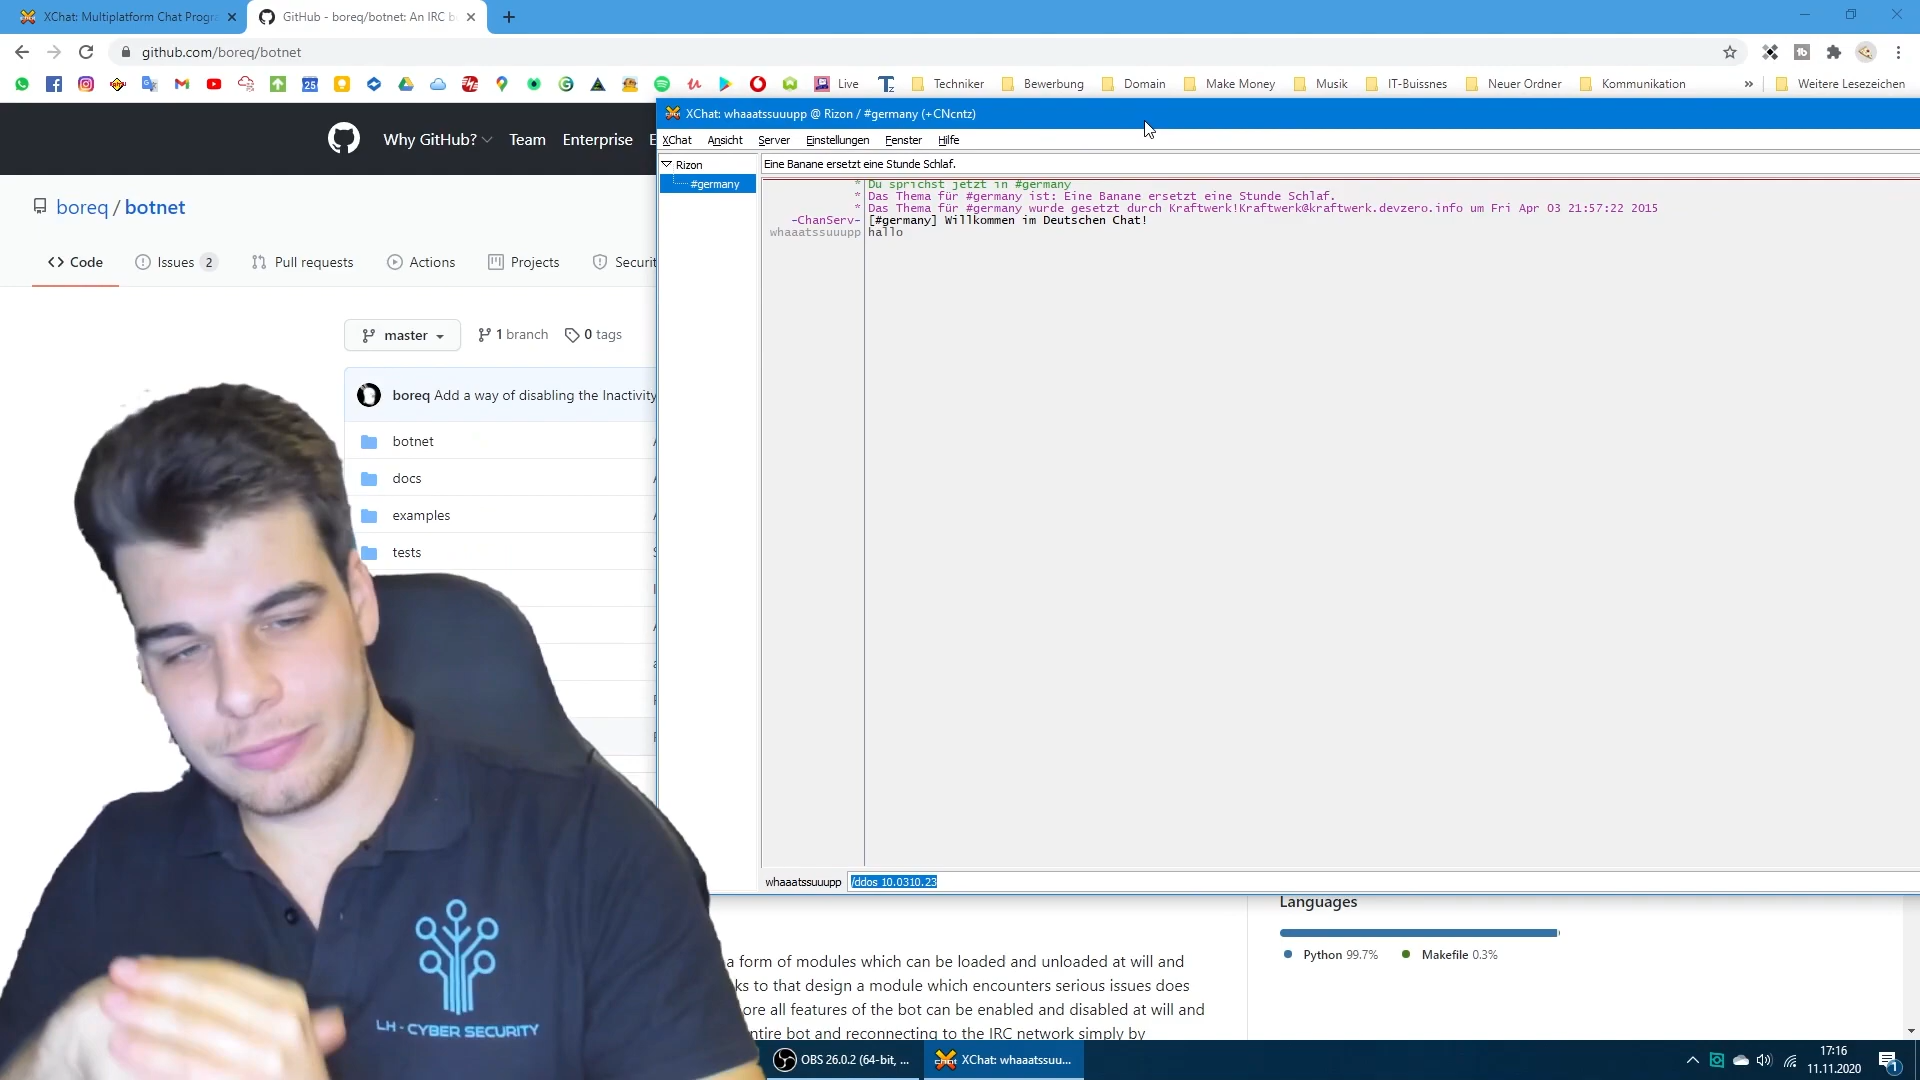 XChat: Multiplatform Chat Progra
GitHub - boreq/botnet: An IRC b
github.com/boreq/botnet
Live
Techniker
Bewerbung
Domain
Make Money
Musik
IT-Buissnes
Neuer Ordner
Kommunikation
»
Weitere Lesezeichen
Why GitHub?
Team
Enterprise
E
boreq / botnet
Code
Issues 2
Pull requests
Actions
Projects
Securit
master
1 branch
0 tags
boreq Add a way of disabling the Inactivity
botnet
docs
examples
tests
XChat: whaaatssuuupp @ Rizon / #germany (+CNcntz)
XChat Ansicht Server Einstellungen Fenster Hilfe
Rizon
#germany
Eine Banane ersetzt eine Stunde Schlaf.
* Du sprichst jetzt in #germany
* Das Thema für #germany ist: Eine Banane ersetzt eine Stunde Schlaf.
* Das Thema für #germany wurde gesetzt durch Kraftwerk!Kraftwerk@kraftwerk.devzero.info um Fri Apr 03 21:57:22 2015
-ChanServ- [#germany] Willkommen im Deutschen Chat!
whaaatssuuupp hallo
whaaatssuuupp /ddos 10.0310.23
Languages
Python 99.7% Makefile 0.3%
a form of modules which can be loaded and unloaded at will and
ks to that design a module which encounters serious issues does
ore all features of the bot can be enabled and disabled at will and
ntire bot and reconnecting to the IRC network simply by
LH - CYBER SECURITY
OBS 26.0.2 (64-bit, ...
XChat: whaaatssuu...
17:16
11.11.2020
1